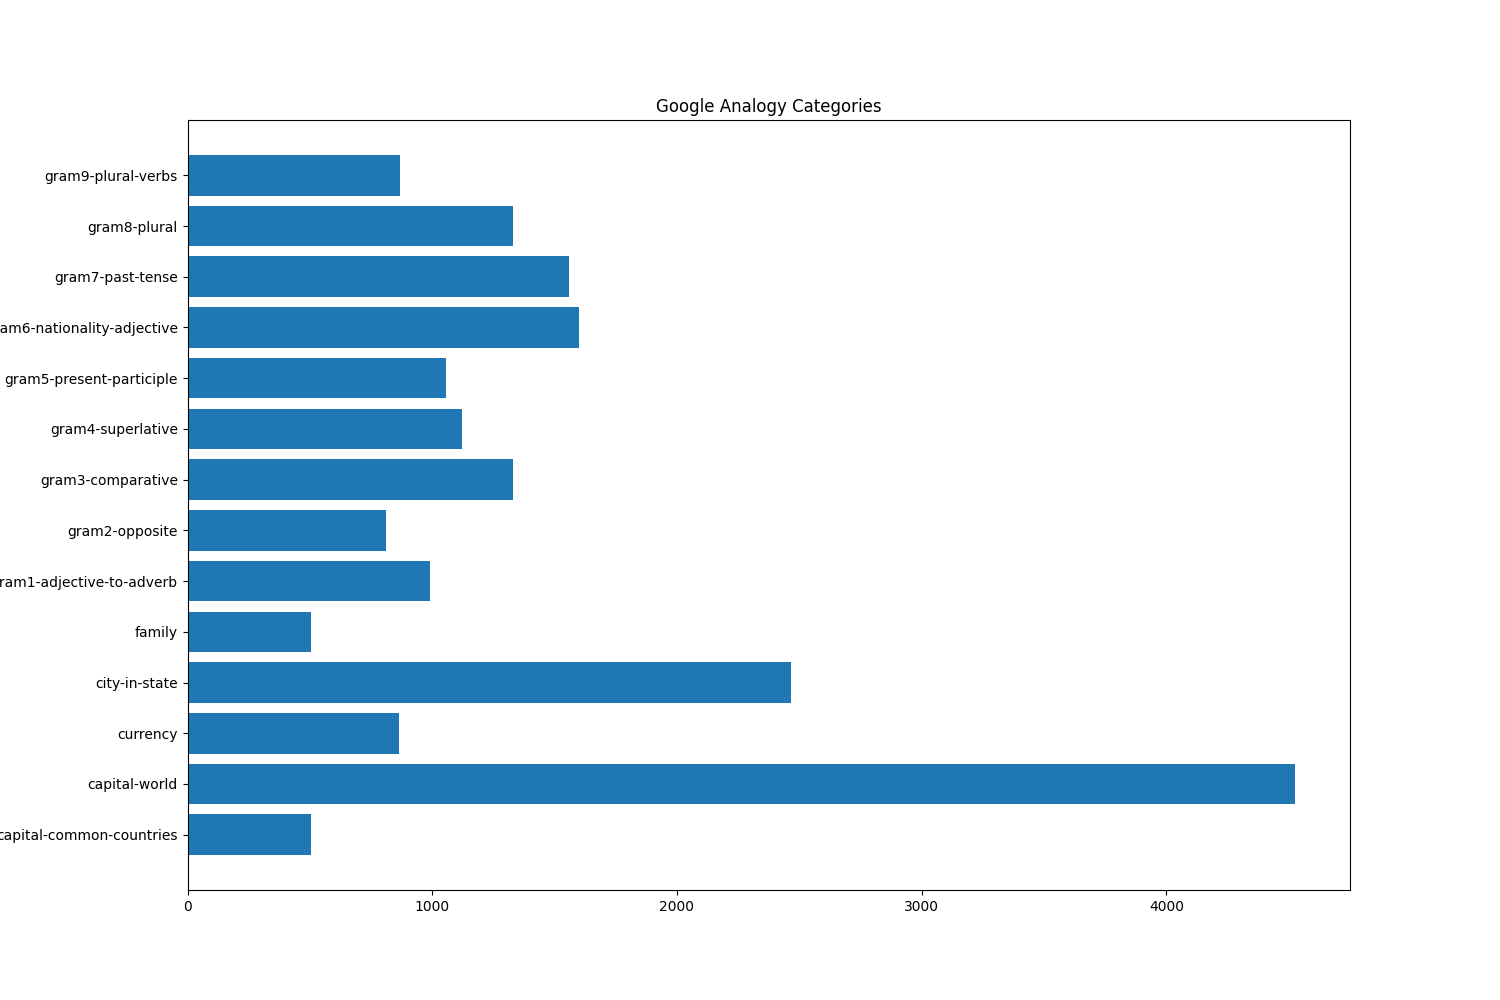 Google Analogy Categories
gram9-plural-verbs
gram8-plural
gram7-past-tense
am6-nationality-adjective
gram5-present-participle
gram4-superlative
gram3-comparative
gram2-opposite
ram1-adjective-to-adverb
family
city-in-state
currency
capital-world
capital-common-countries
0 1000 2000 3000 4000